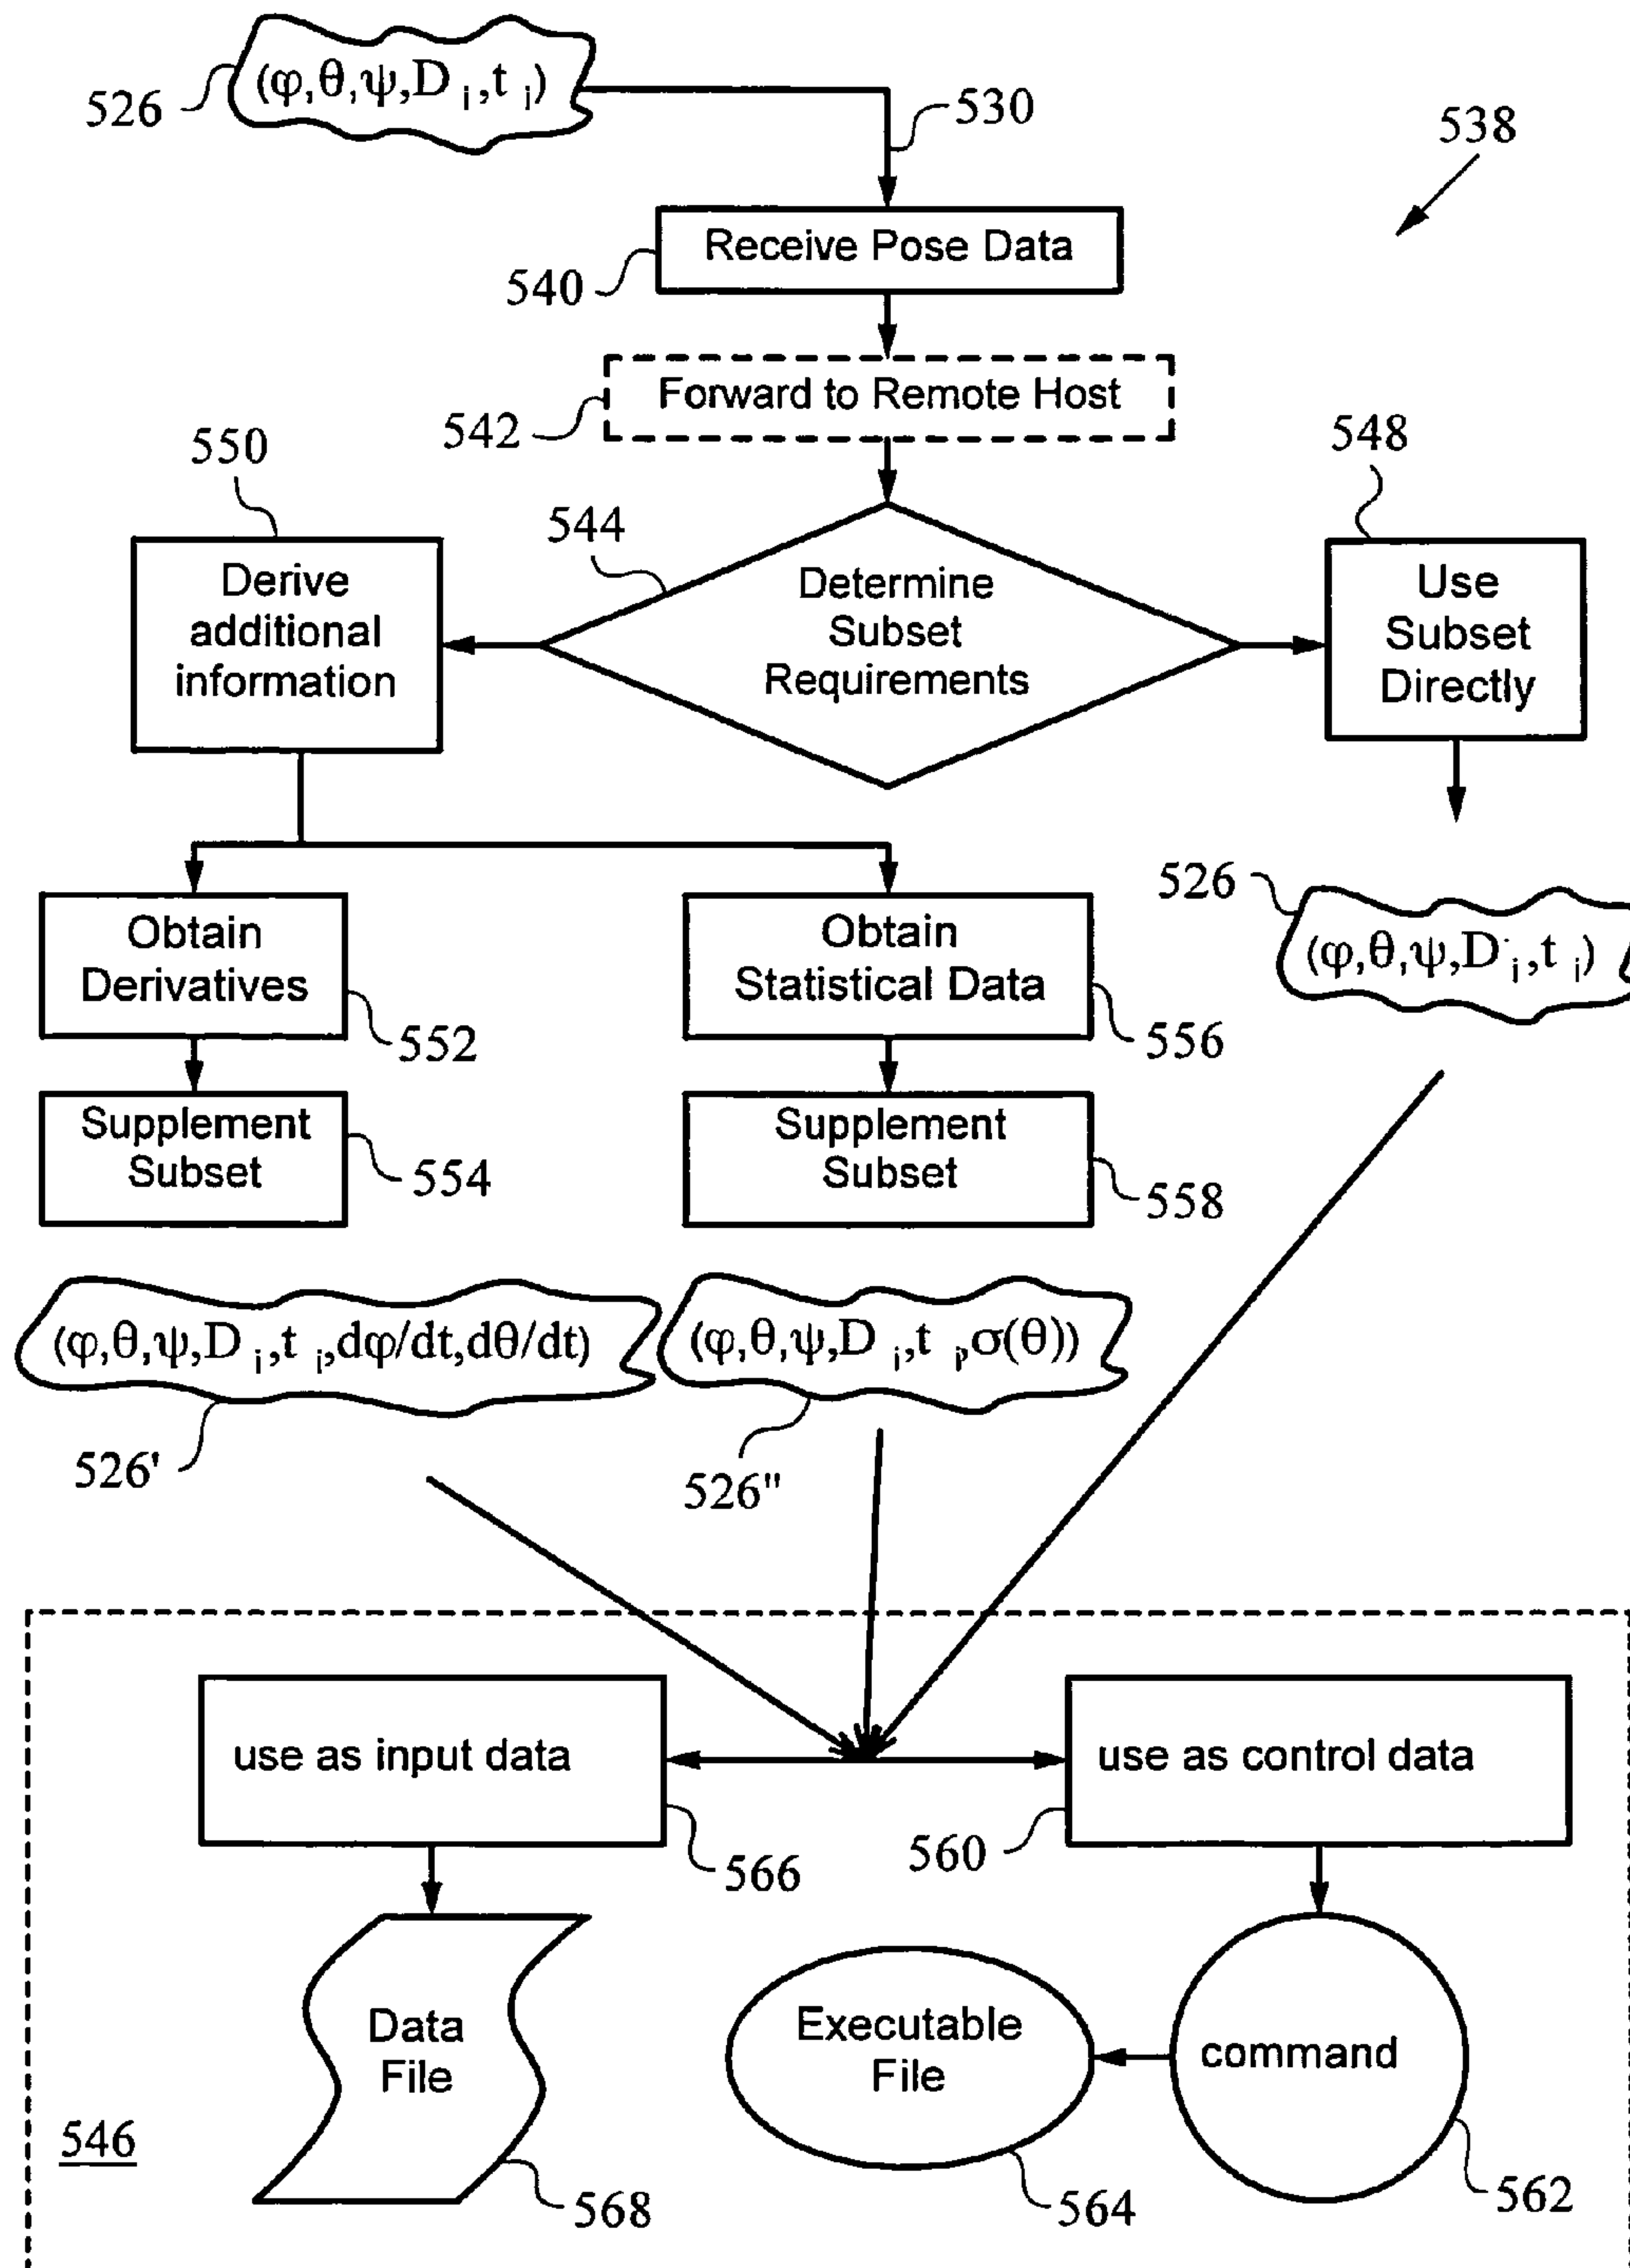 (φ,θ,ψ,D i,t i)
526
530
538
Receive Pose Data
540
Forward to Remote Host
542
550
544
548
Derive
additional
information
Determine
Subset
Requirements
Use
Subset
Directly
Obtain
Derivatives
552
Obtain
Statistical Data
556
526
(φ,θ,ψ,D i,t i)
Supplement
Subset
554
Supplement
Subset
558
(φ,θ,ψ,D i,t i,dφ/dt,dθ/dt)
(φ,θ,ψ,D i,t i,σ(θ))
526'
526"
use as input data
use as control data
566
560
Data
File
Executable
File
command
546
568
564
562